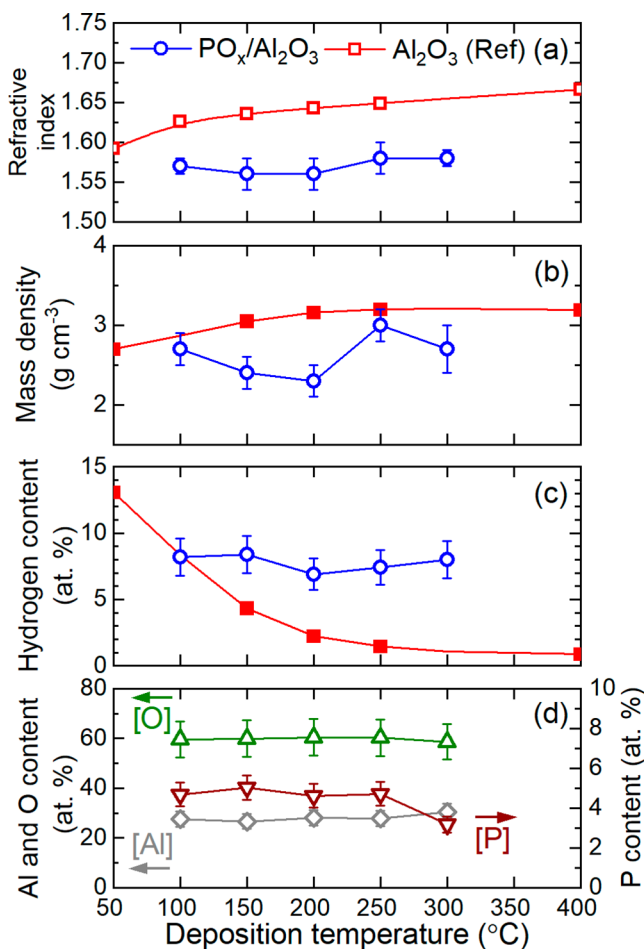 POx/Al2O3 Al2O3 (Ref) (a)
1.75
1.70
1.65
1.60
1.55
1.50
Refractive
index
(b)
4
3
2
Mass density
(g cm-3)
(c)
15
10
5
0
Hydrogen content
(at. %)
(d)
80
60
40
20
0
Al and O content
(at. %)
[O]
[Al]
[P]
10
8
6
4
2
0
P content (at. %)
50 100 150 200 250 300 350 400
Deposition temperature (°C)